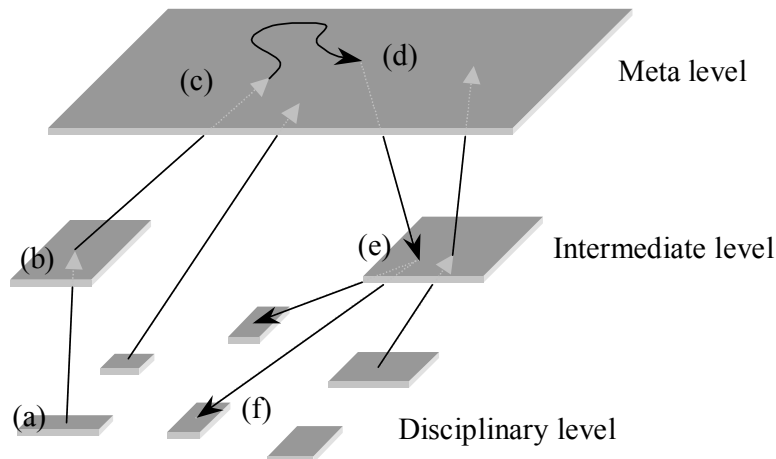 (c)
(d)
Meta level
(b)
(e)
Intermediate level
(a)
(f)
Disciplinary level